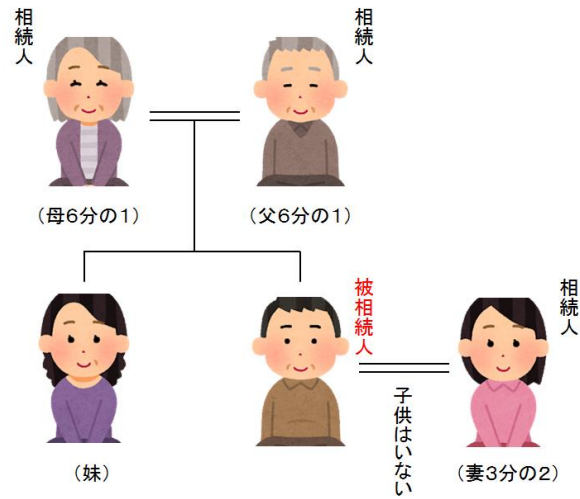 相続人
相続人
（母6分の1）
（父6分の1）
被相続人
相続人
子供はいない
（妹）
（妻3分の2）